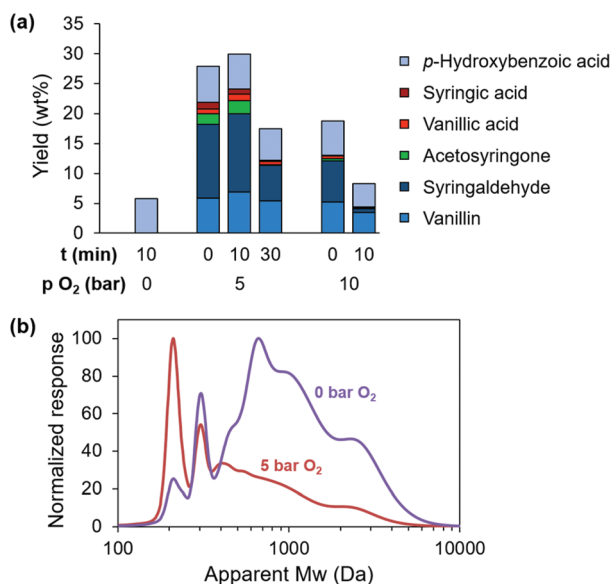 (a)
35
30
25
20
15
10
5
0
Yield (wt%)
p-Hydroxybenzoic acid
Syringic acid
Vanillic acid
Acetosyringone
Syringaldehyde
Vanillin
t (min) 10 0 10 30 0 10
p O₂ (bar) 0 5 10
(b)
100
80
60
40
20
0
Normalized response
0 bar O₂
5 bar O₂
100 1000 10000
Apparent Mw (Da)